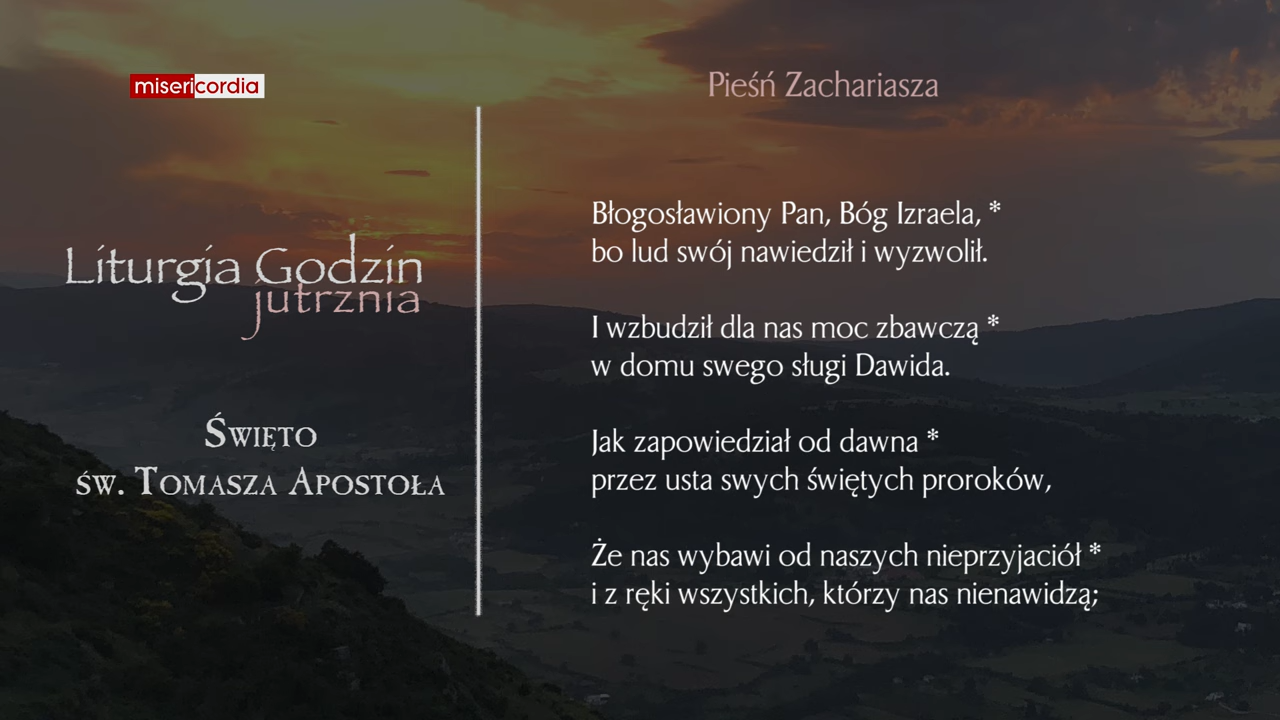 misericordia
Liturgia Godzin
jutrznia
Święto
św. Tomasza Apostoła
Pieśń Zachariasza
Błogosławiony Pan, Bóg Izraela, *
bo lud swój nawiedził i wyzwolił.
I wzbudził dla nas moc zbawczą *
w domu swego sługi Dawida.
Jak zapowiedział od dawna *
przez usta swych świętych proroków,
Że nas wybawi od naszych nieprzyjaciół *
i z ręki wszystkich, którzy nas nienawidzą;